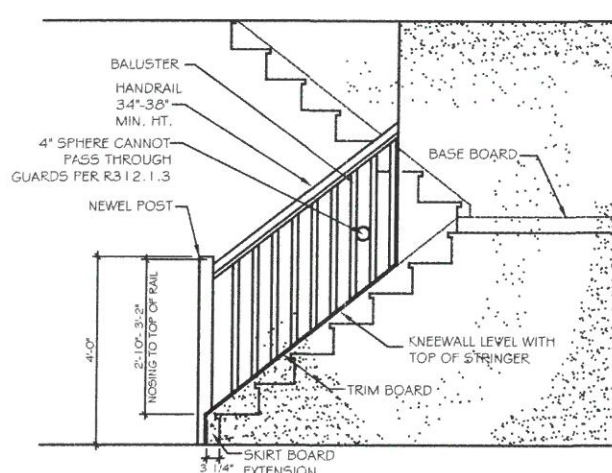 BALUSTER
HANDRAIL
34"-38"
MIN. HT.
4" SPHERE CANNOT
PASS THROUGH
GUARDS PER R312.1.3
NEWEL POST
BASE BOARD
4'-0"
2'-10"- 3'-2"
NOSING TO TOP OF RAIL
KNEEWALL LEVEL WITH
TOP OF STRINGER
TRIM BOARD
SKIRT BOARD
EXTENSION
3 1/4"